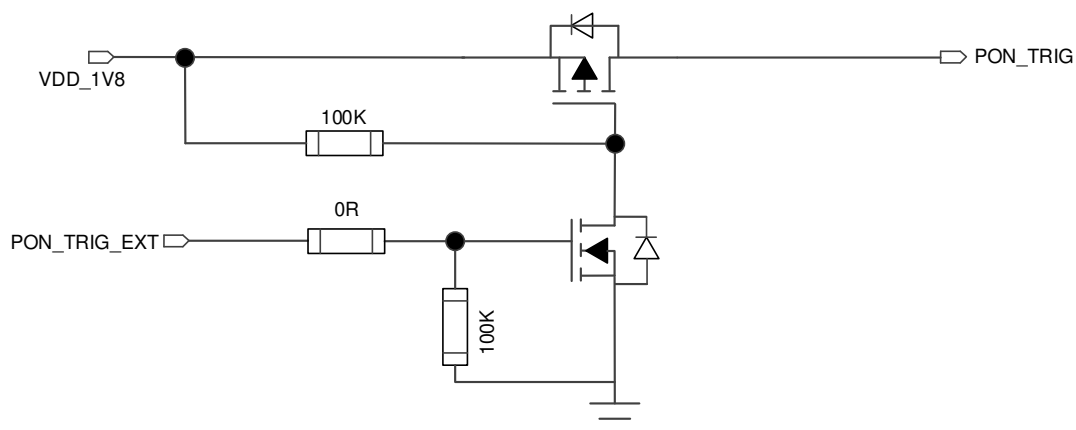 PON_TRIG
VDD_1V8
100K
0R
PON_TRIG_EXT
100K